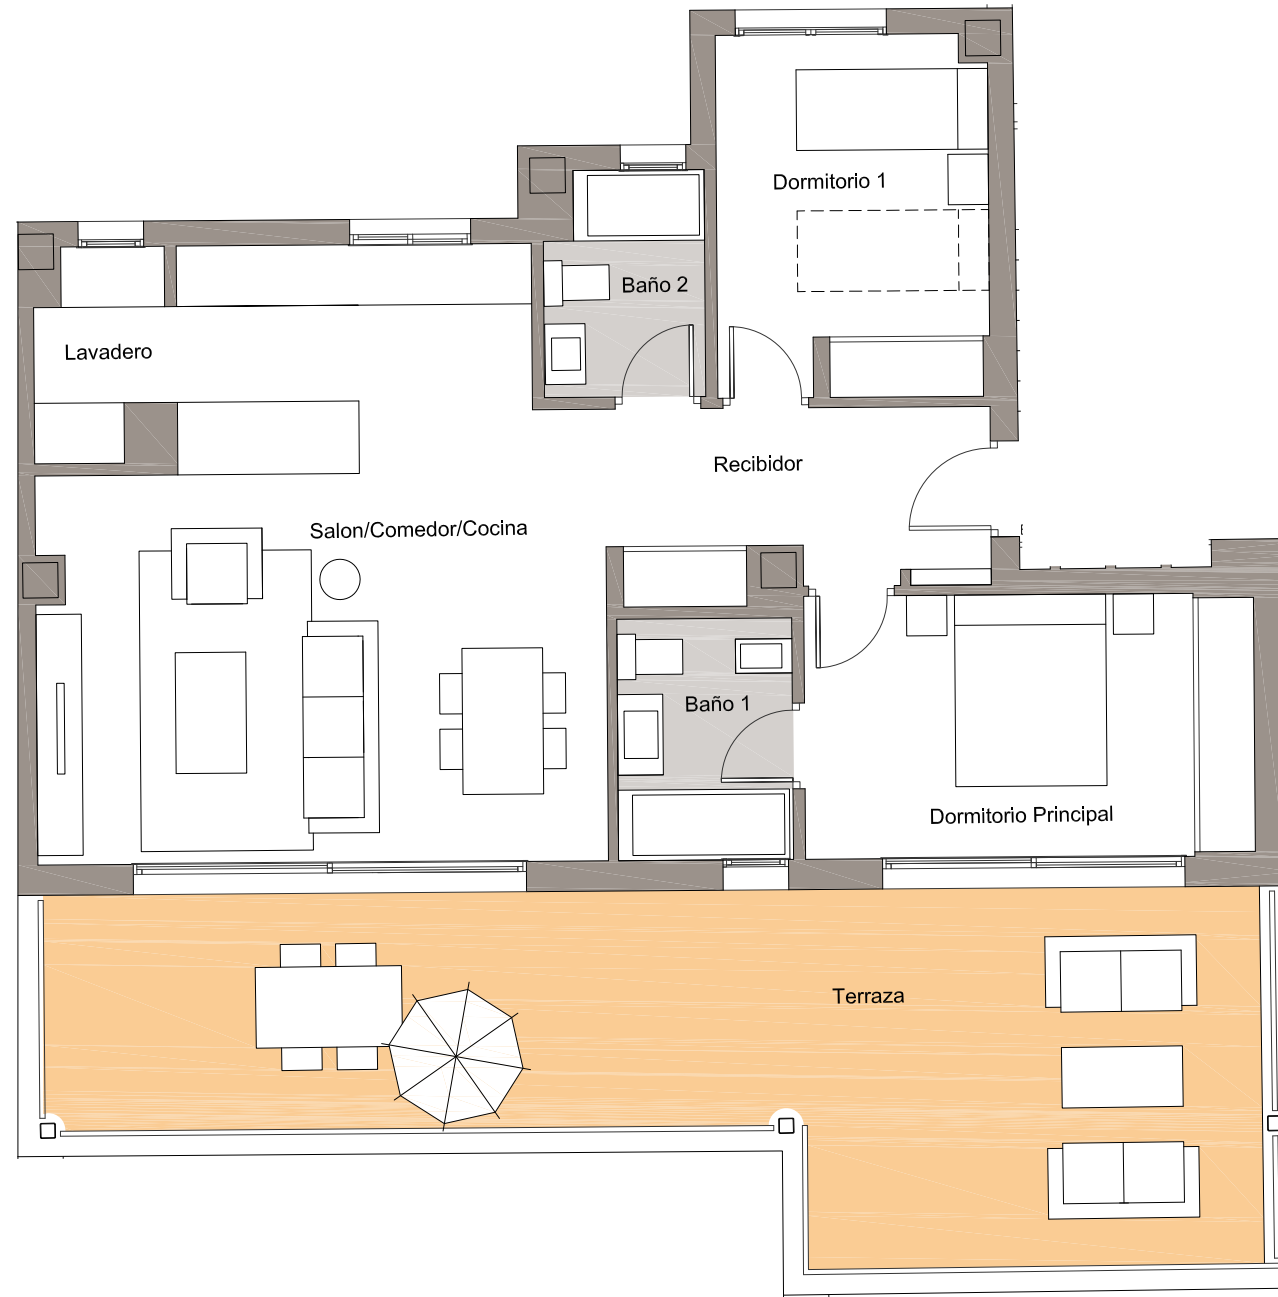 Dormitorio 1
Baño 2
Lavadero
Recibidor
Salon/Comedor/Cocina
Baño 1
Dormitorio Principal
Terraza